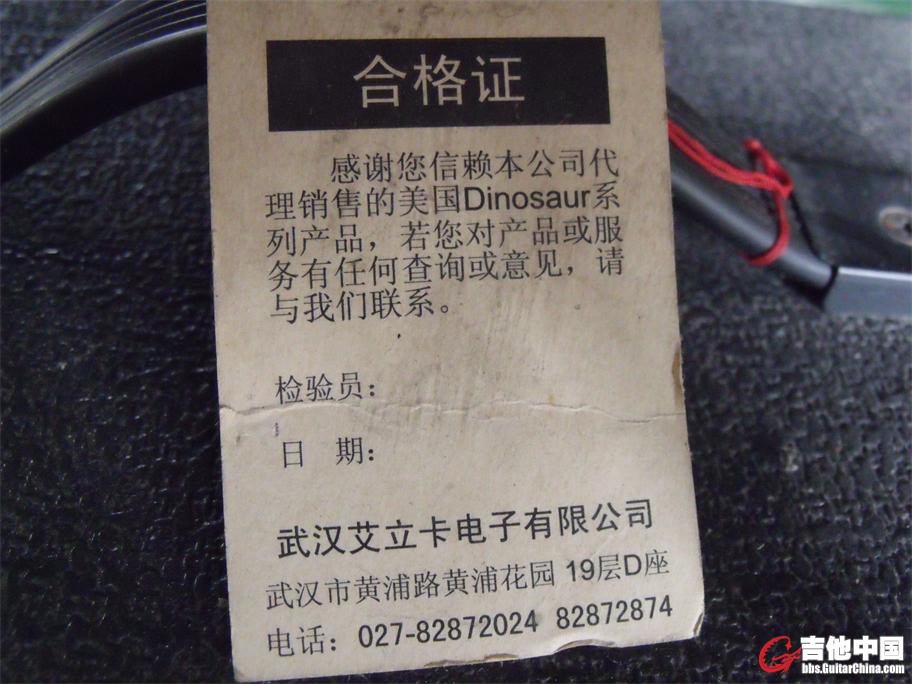 合格证
感谢您信赖本公司代
理销售的美国Dinosaur系
列产品，若您对产品或服
务有任何查询或意见，请
与我们联系。
检验员：
日 期：
武汉艾立卡电子有限公司
武汉市黄浦路黄浦花园 19层D座
电话：027-82872024 82872874
吉他中国
bbs.GuitarChina.com